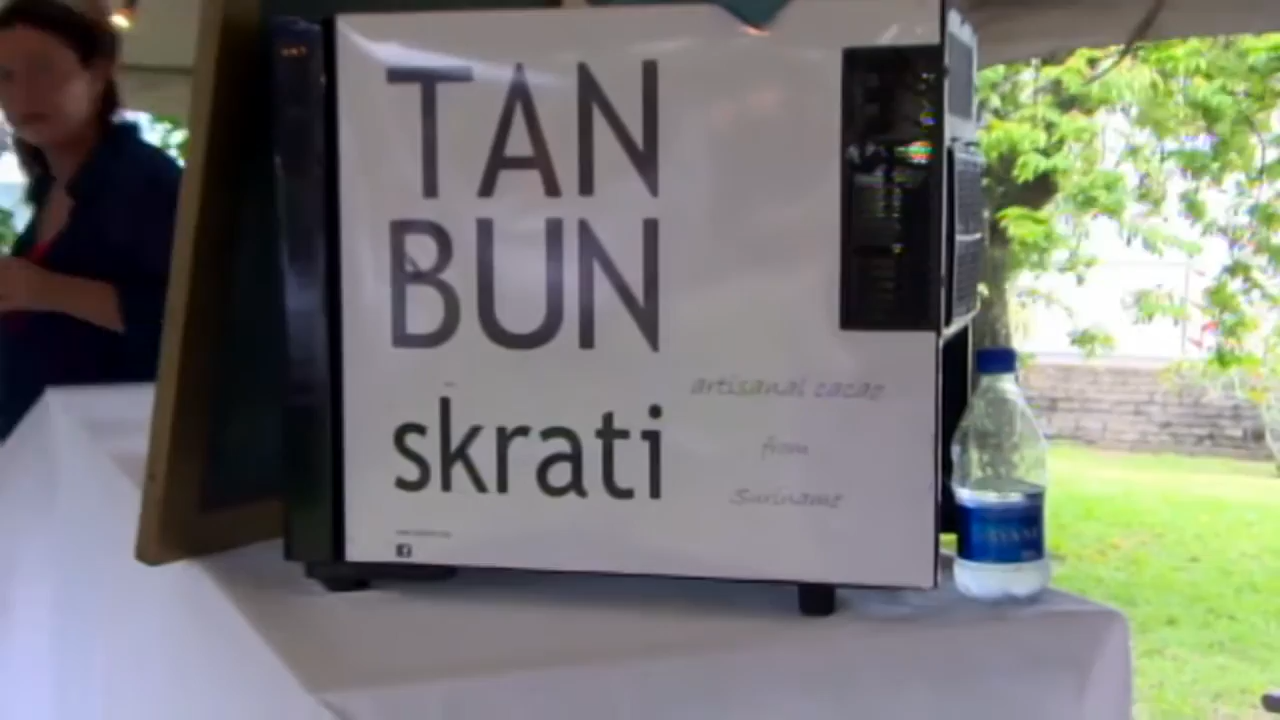 TAN
BUN
skrati
artisanal cacao
from
Suriname